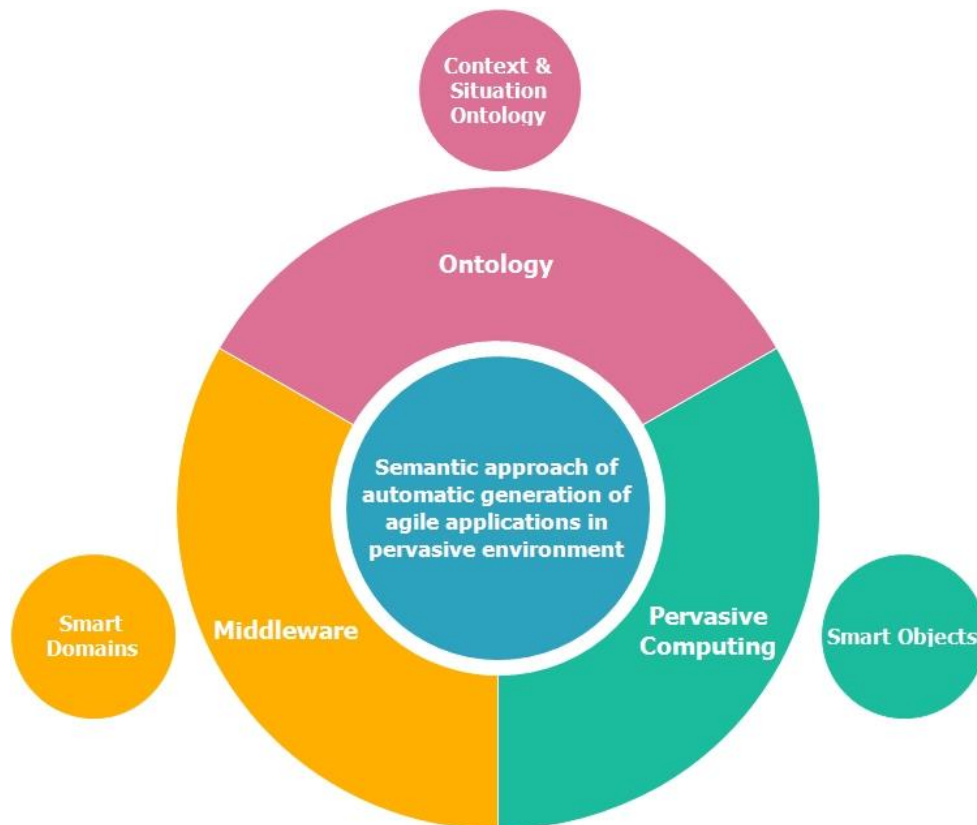 Context &
Situation
Ontology
Ontology
Semantic approach of
automatic generation of
agile applications in
pervasive environment
Smart
Domains
Middleware
Pervasive
Computing
Smart Objects